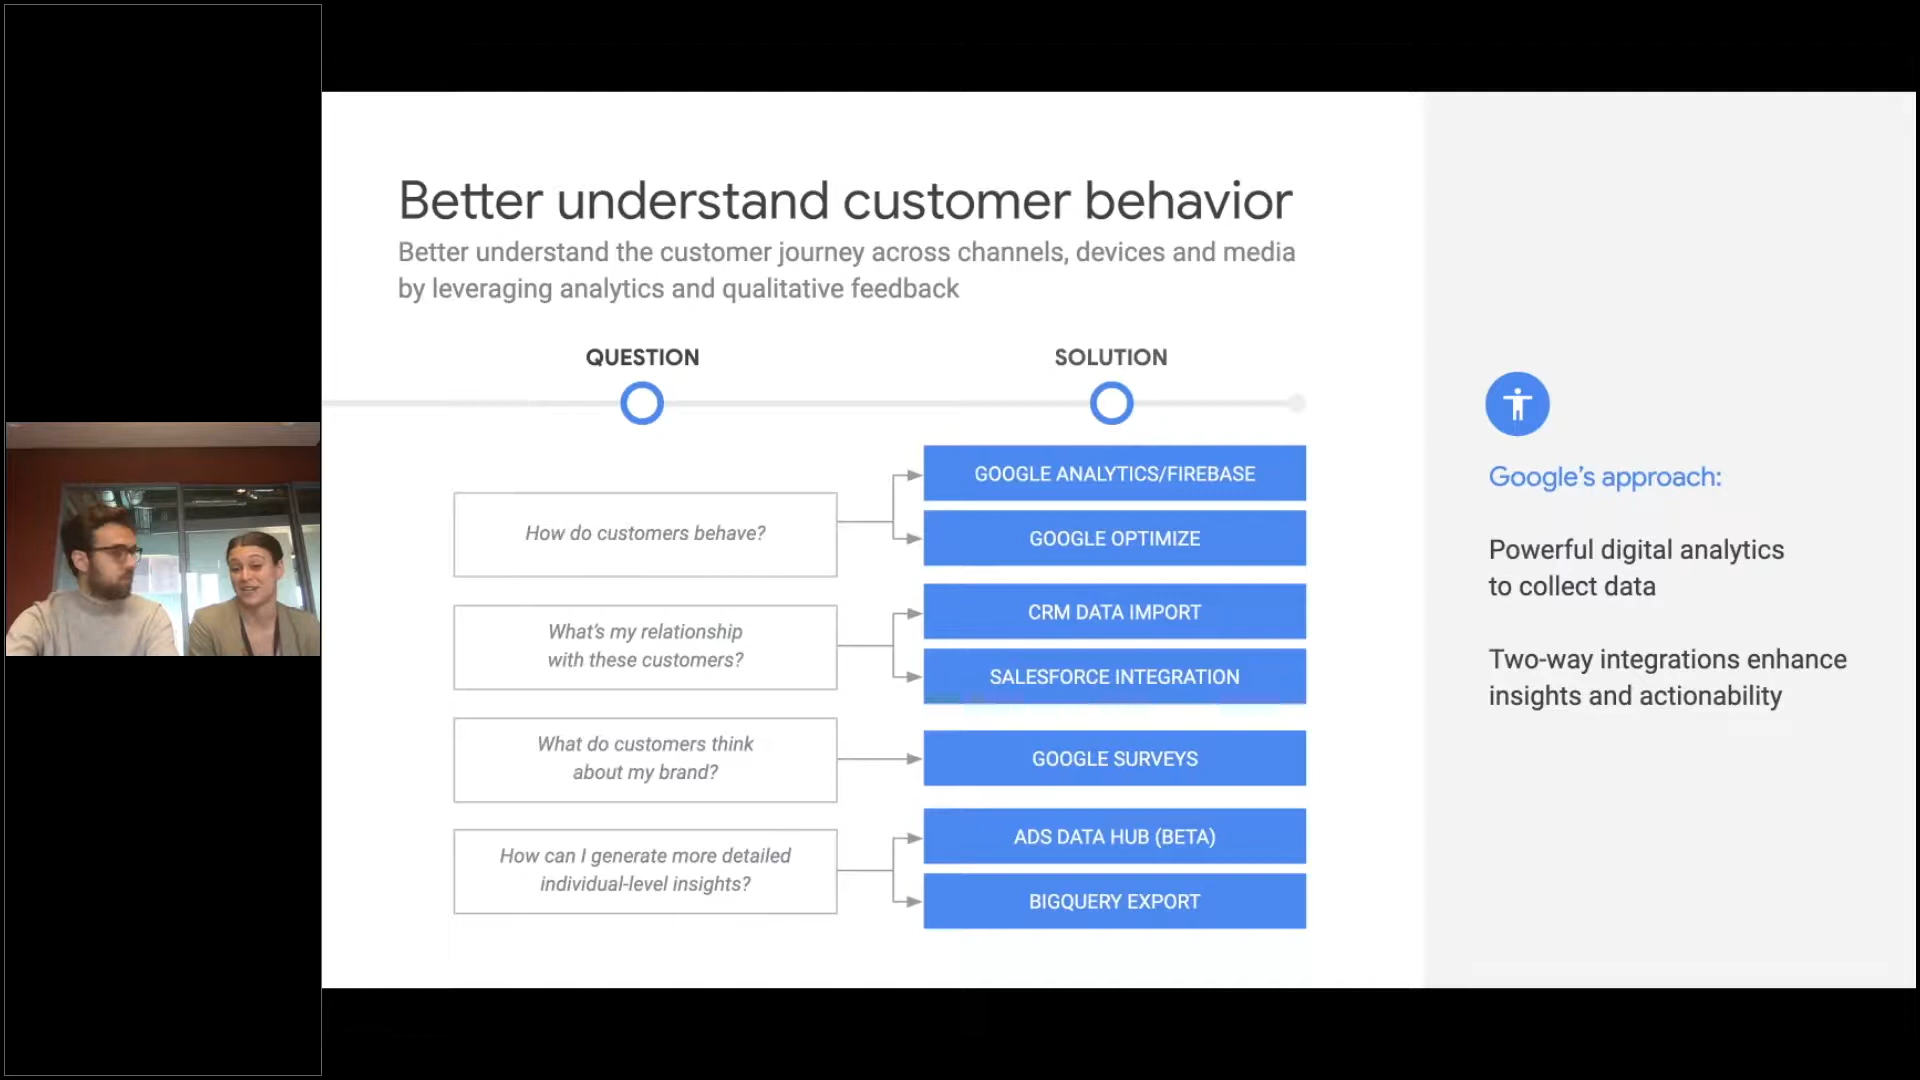 Better understand customer behavior
Better understand the customer journey across channels, devices and media
by leveraging analytics and qualitative feedback
QUESTION
SOLUTION
How do customers behave?
GOOGLE ANALYTICS/FIREBASE
GOOGLE OPTIMIZE
What's my relationship
with these customers?
CRM DATA IMPORT
SALESFORCE INTEGRATION
What do customers think
about my brand?
GOOGLE SURVEYS
How can I generate more detailed
individual-level insights?
ADS DATA HUB (BETA)
BIGQUERY EXPORT
Google's approach:
Powerful digital analytics
to collect data
Two-way integrations enhance
insights and actionability